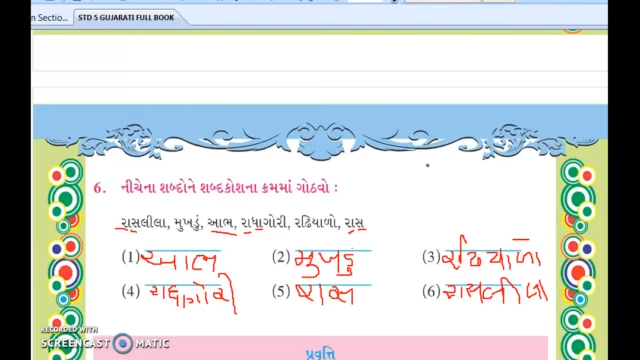 n Section...
STD 5 GUJARATI FULL BOOK
6. નીચેના શબ્દોને શબ્દકોશના ક્રમમાં ગોઠવો :
રાસલીલા, મુખડું, આભ, રાધાગોરી, રઢિયાળો, રાસ
(1) આભ (2) મુખડું (3) રઢિયાળો
(4) રાધાગોરી (5) રાસ (6) રાસલીલા
RECORDED WITH
SCREENCAST MATIC
પ્રવૃત્તિ